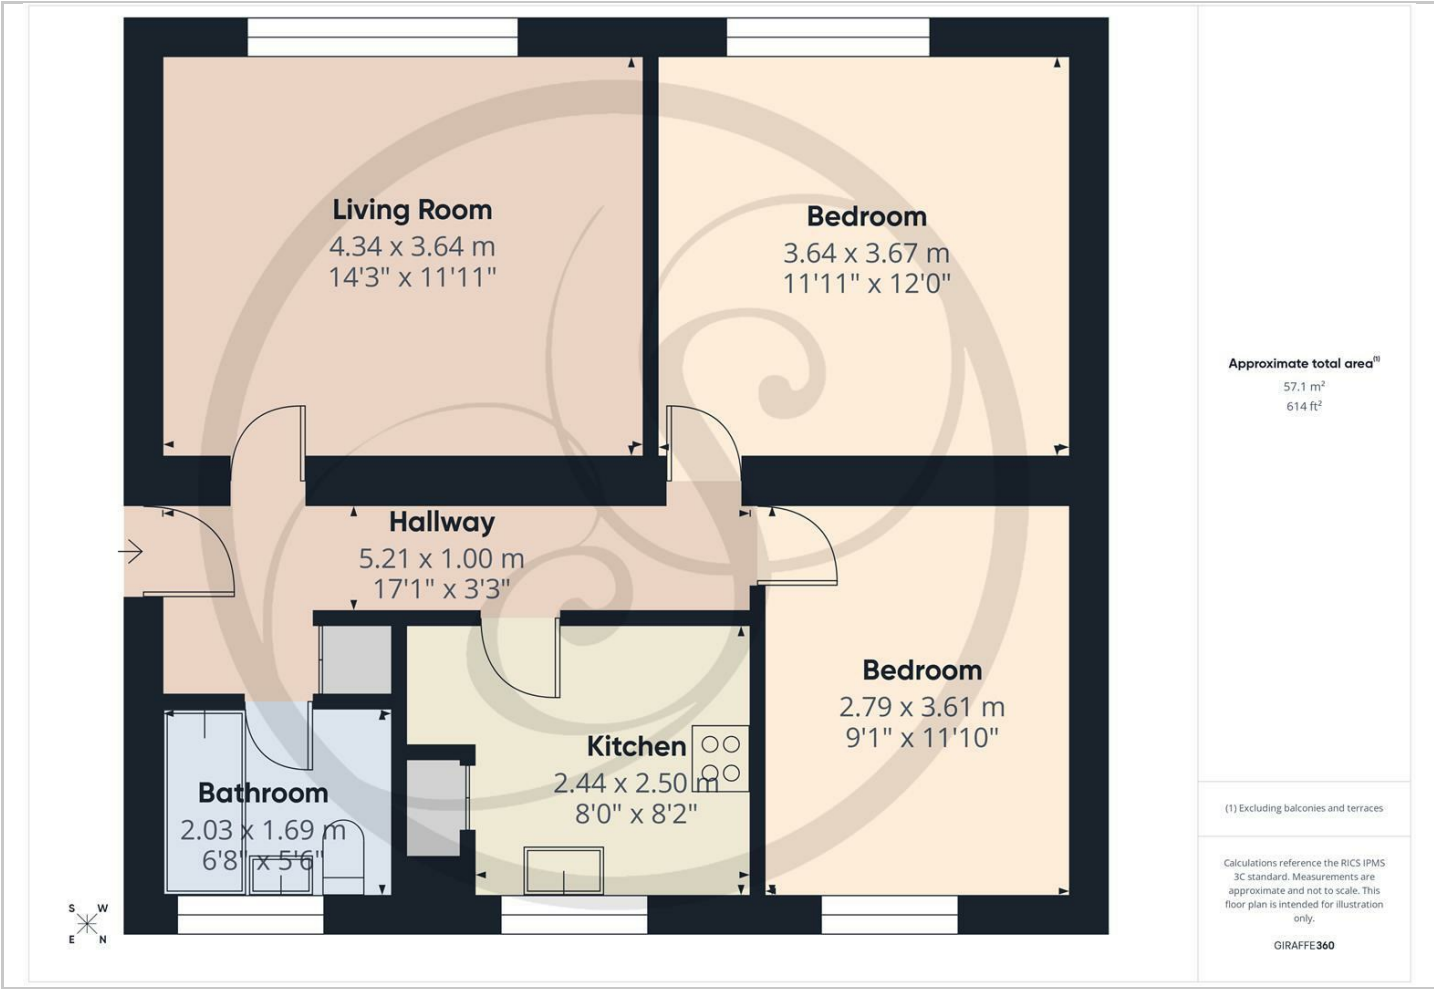 Living Room
4.34 x 3.64 m
14'3" x 11'11"
Bedroom
3.64 x 3.67 m
11'11" x 12'0"
Hallway
5.21 x 1.00 m
17'1" x 3'3"
Bedroom
2.79 x 3.61 m
9'1" x 11'10"
Kitchen
2.44 x 2.50 m
8'0" x 8'2"
Bathroom
2.03 x 1.69 m
6'8" x 5'6"
S W
E N
Approximate total area(1)
57.1 m²
614 ft²
(1) Excluding balconies and terraces
Calculations reference the RICS IPMS
3C standard. Measurements are
approximate and not to scale. This
floor plan is intended for illustration
only.
GIRAFFE360